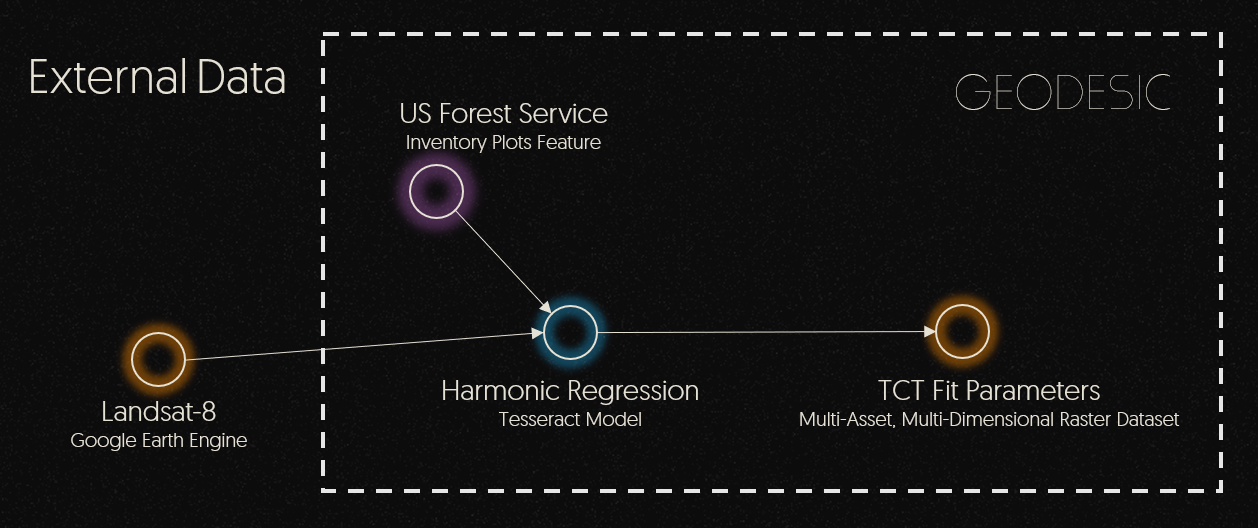 External Data
GEODESIC
US Forest Service
Inventory Plots Feature
Harmonic Regression
Tesseract Model
TCT Fit Parameters
Multi-Asset, Multi-Dimensional Raster Dataset
Landsat-8
Google Earth Engine